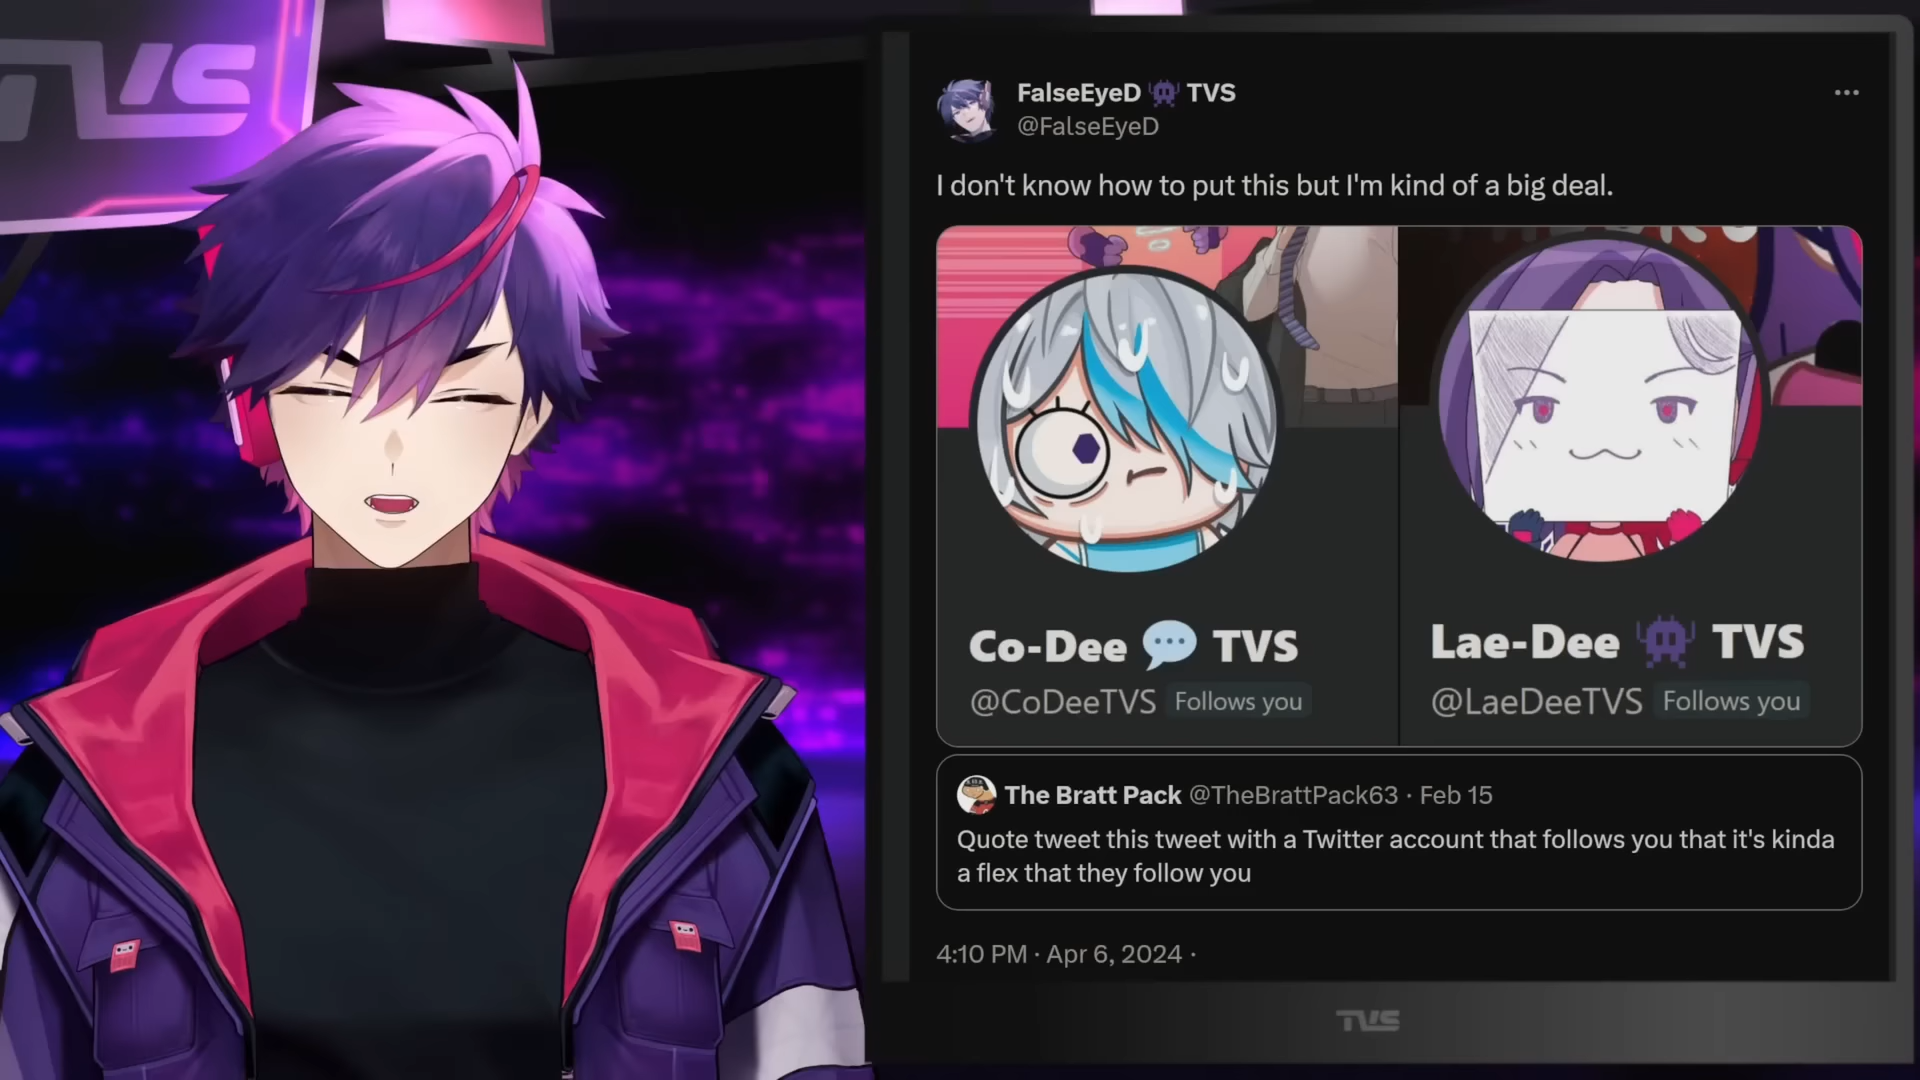 TVS
FalseEyeD 👾 TVS
@FalseEyeD
I don't know how to put this but I'm kind of a big deal.
Co-Dee 💬 TVS
@CoDeeTVS Follows you
Lae-Dee 👾 TVS
@LaeDeeTVS Follows you
The Bratt Pack @TheBrattPack63 · Feb 15
Quote tweet this tweet with a Twitter account that follows you that it's kinda
a flex that they follow you
4:10 PM · Apr 6, 2024 ·
TVS